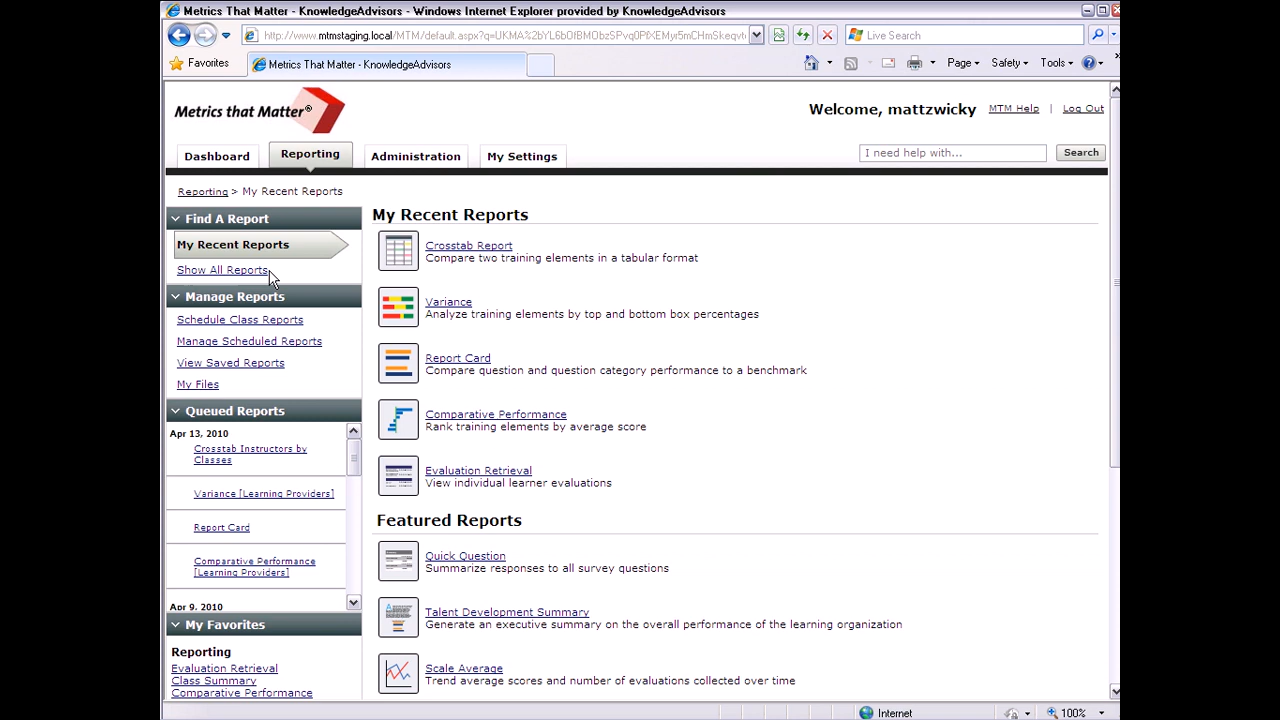 Metrics That Matter - KnowledgeAdvisors - Windows Internet Explorer provided by KnowledgeAdvisors
Live Search
Favorites
Metrics That Matter - KnowledgeAdvisors
Page
Safety
Tools
Metrics that Matter®
Welcome, mattzwicky
MTM Help | Log Out
Dashboard
Reporting
Administration
My Settings
I need help with...
Search
Reporting > My Recent Reports
Find A Report
My Recent Reports
Show All Reports
Manage Reports
Schedule Class Reports
Manage Scheduled Reports
View Saved Reports
My Files
Queued Reports
Apr 13, 2010
Crosstab Instructors by
Classes
Variance [Learning Providers]
Report Card
Comparative Performance
[Learning Providers]
Apr 9, 2010
My Favorites
Reporting
Evaluation Retrieval
Class Summary
Comparative Performance
My Recent Reports
Crosstab Report
Compare two training elements in a tabular format
Variance
Analyze training elements by top and bottom box percentages
Report Card
Compare question and question category performance to a benchmark
Comparative Performance
Rank training elements by average score
Evaluation Retrieval
View individual learner evaluations
Featured Reports
Quick Question
Summarize responses to all survey questions
Talent Development Summary
Generate an executive summary on the overall performance of the learning organization
Scale Average
Trend average scores and number of evaluations collected over time
Internet
100%